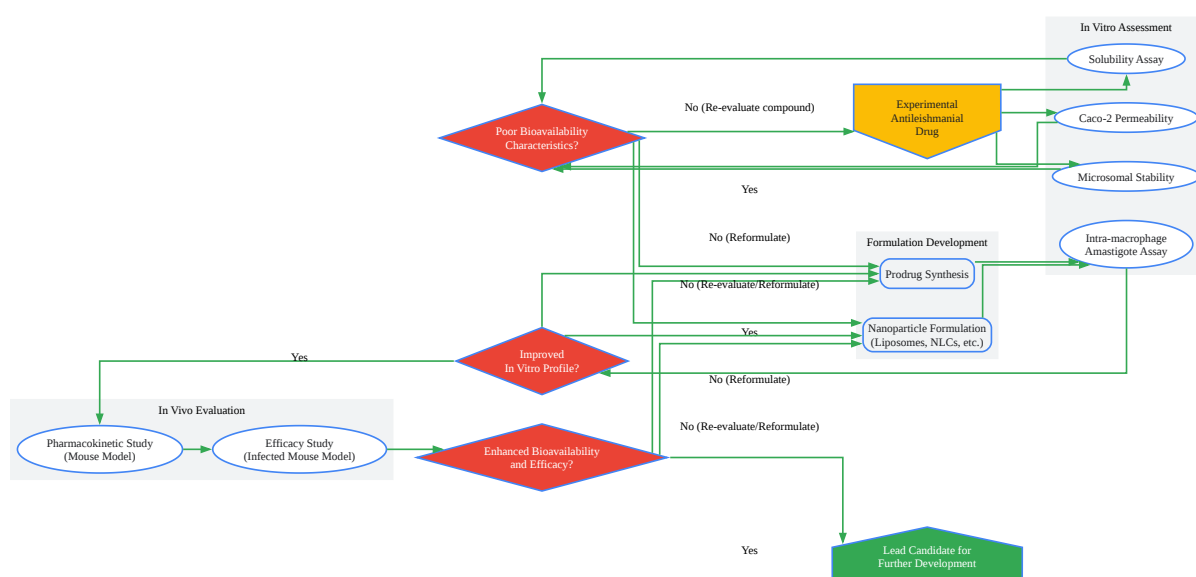 In Vitro Assessment
Solubility Assay
No (Re-evaluate compound)
Experimental
Antileishmanial
Drug
Caco-2 Permeability
Poor Bioavailability
Characteristics?
Microsomal Stability
Yes
No (Reformulate)
Formulation Development
Intra-macrophage
Amastigote Assay
Prodrug Synthesis
No (Re-evaluate/Reformulate)
Yes
Nanoparticle Formulation
(Liposomes, NLCs, etc.)
Yes
Improved
In Vitro Profile?
No (Reformulate)
In Vivo Evaluation
No (Re-evaluate/Reformulate)
Pharmacokinetic Study
(Mouse Model)
Efficacy Study
(Infected Mouse Model)
Enhanced Bioavailability
and Efficacy?
Yes
Lead Candidate for
Further Development